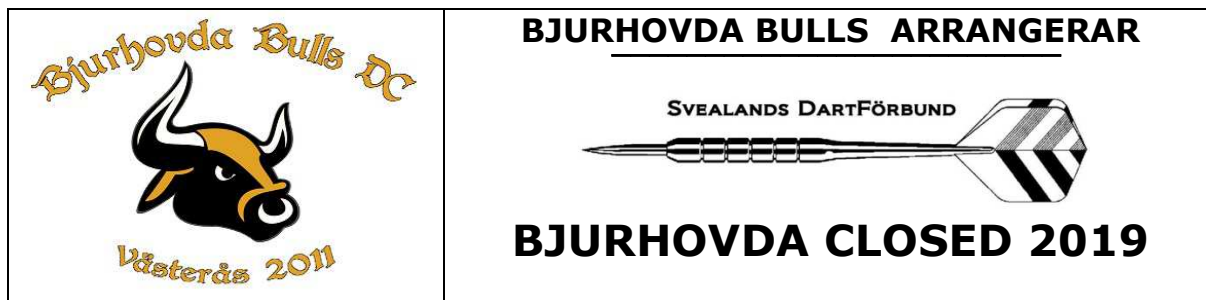 Bjurhovda Bulls DC
Västerås 2011
BJURHOVDA BULLS ARRANGERAR
SVEALANDS DARTFÖRBUND
BJURHOVDA CLOSED 2019